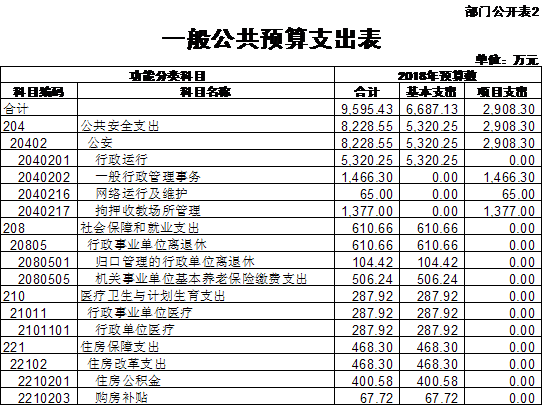 部门公开表2
一般公共预算支出表
单位：万元
功能分类科目 2018年预算数
科目编码 科目名称 合计 基本支出 项目支出
合计 9,595.43 6,687.13 2,908.30
204 公共安全支出 8,228.55 5,320.25 2,908.30
20402 公安 8,228.55 5,320.25 2,908.30
2040201 行政运行 5,320.25 5,320.25 0.00
2040202 一般行政管理事务 1,466.30 0.00 1,466.30
2040216 网络运行及维护 65.00 0.00 65.00
2040217 拘押收教场所管理 1,377.00 0.00 1,377.00
208 社会保障和就业支出 610.66 610.66 0.00
20805 行政事业单位离退休 610.66 610.66 0.00
2080501 归口管理的行政单位离退休 104.42 104.42 0.00
2080505 机关事业单位基本养老保险缴费支出 506.24 506.24 0.00
210 医疗卫生与计划生育支出 287.92 287.92 0.00
21011 行政事业单位医疗 287.92 287.92 0.00
2101101 行政单位医疗 287.92 287.92 0.00
221 住房保障支出 468.30 468.30 0.00
22102 住房改革支出 468.30 468.30 0.00
2210201 住房公积金 400.58 400.58 0.00
2210203 购房补贴 67.72 67.72 0.00